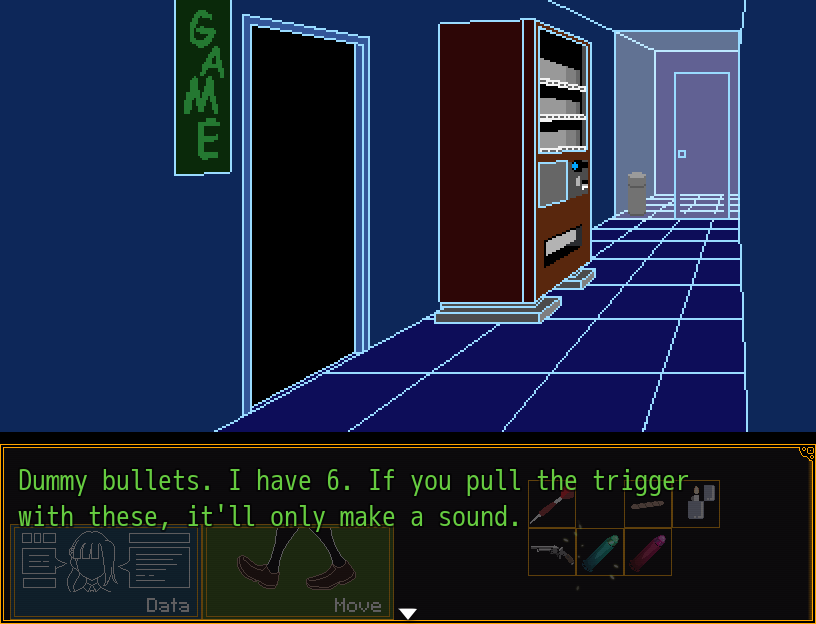 GAME
Dummy bullets. I have 6. If you pull the trigger
with these, it'll only make a sound.
Data
Move